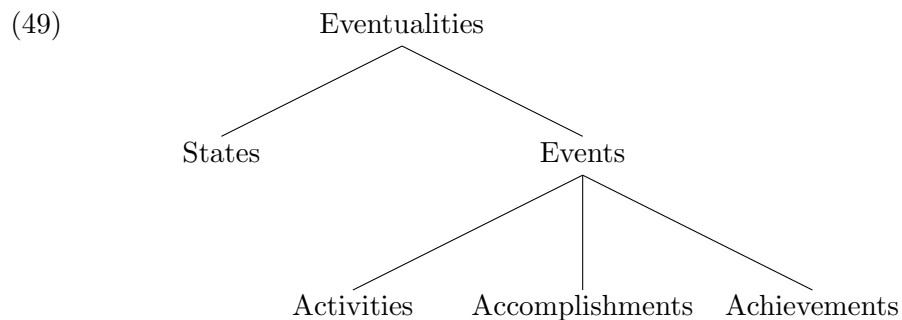 (49) Eventualities
States Events
Activities Accomplishments Achievements